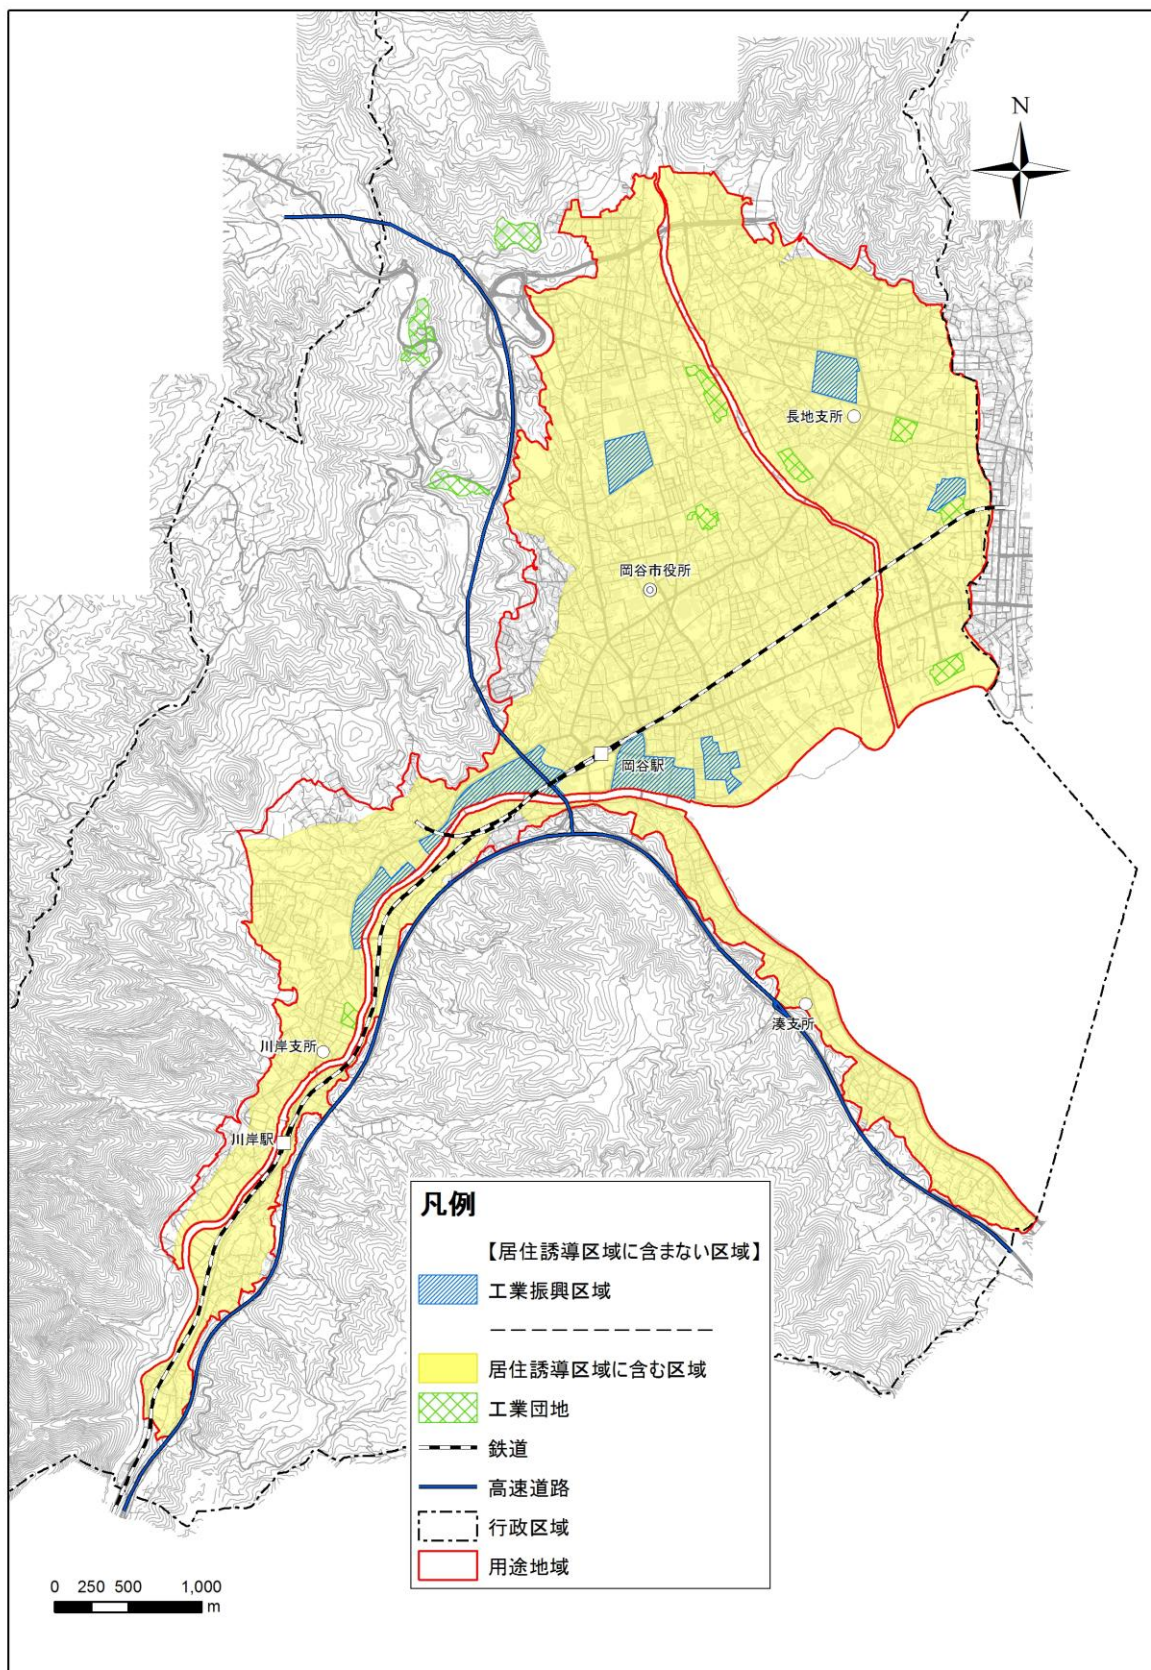 N
長地支所
岡谷市役所
岡谷駅
湊支所
川岸支所
川岸駅
凡例
【居住誘導区域に含まない区域】
工業振興区域
居住誘導区域に含む区域
工業団地
鉄道
高速道路
行政区域
用途地域
0 250 500 1,000
m